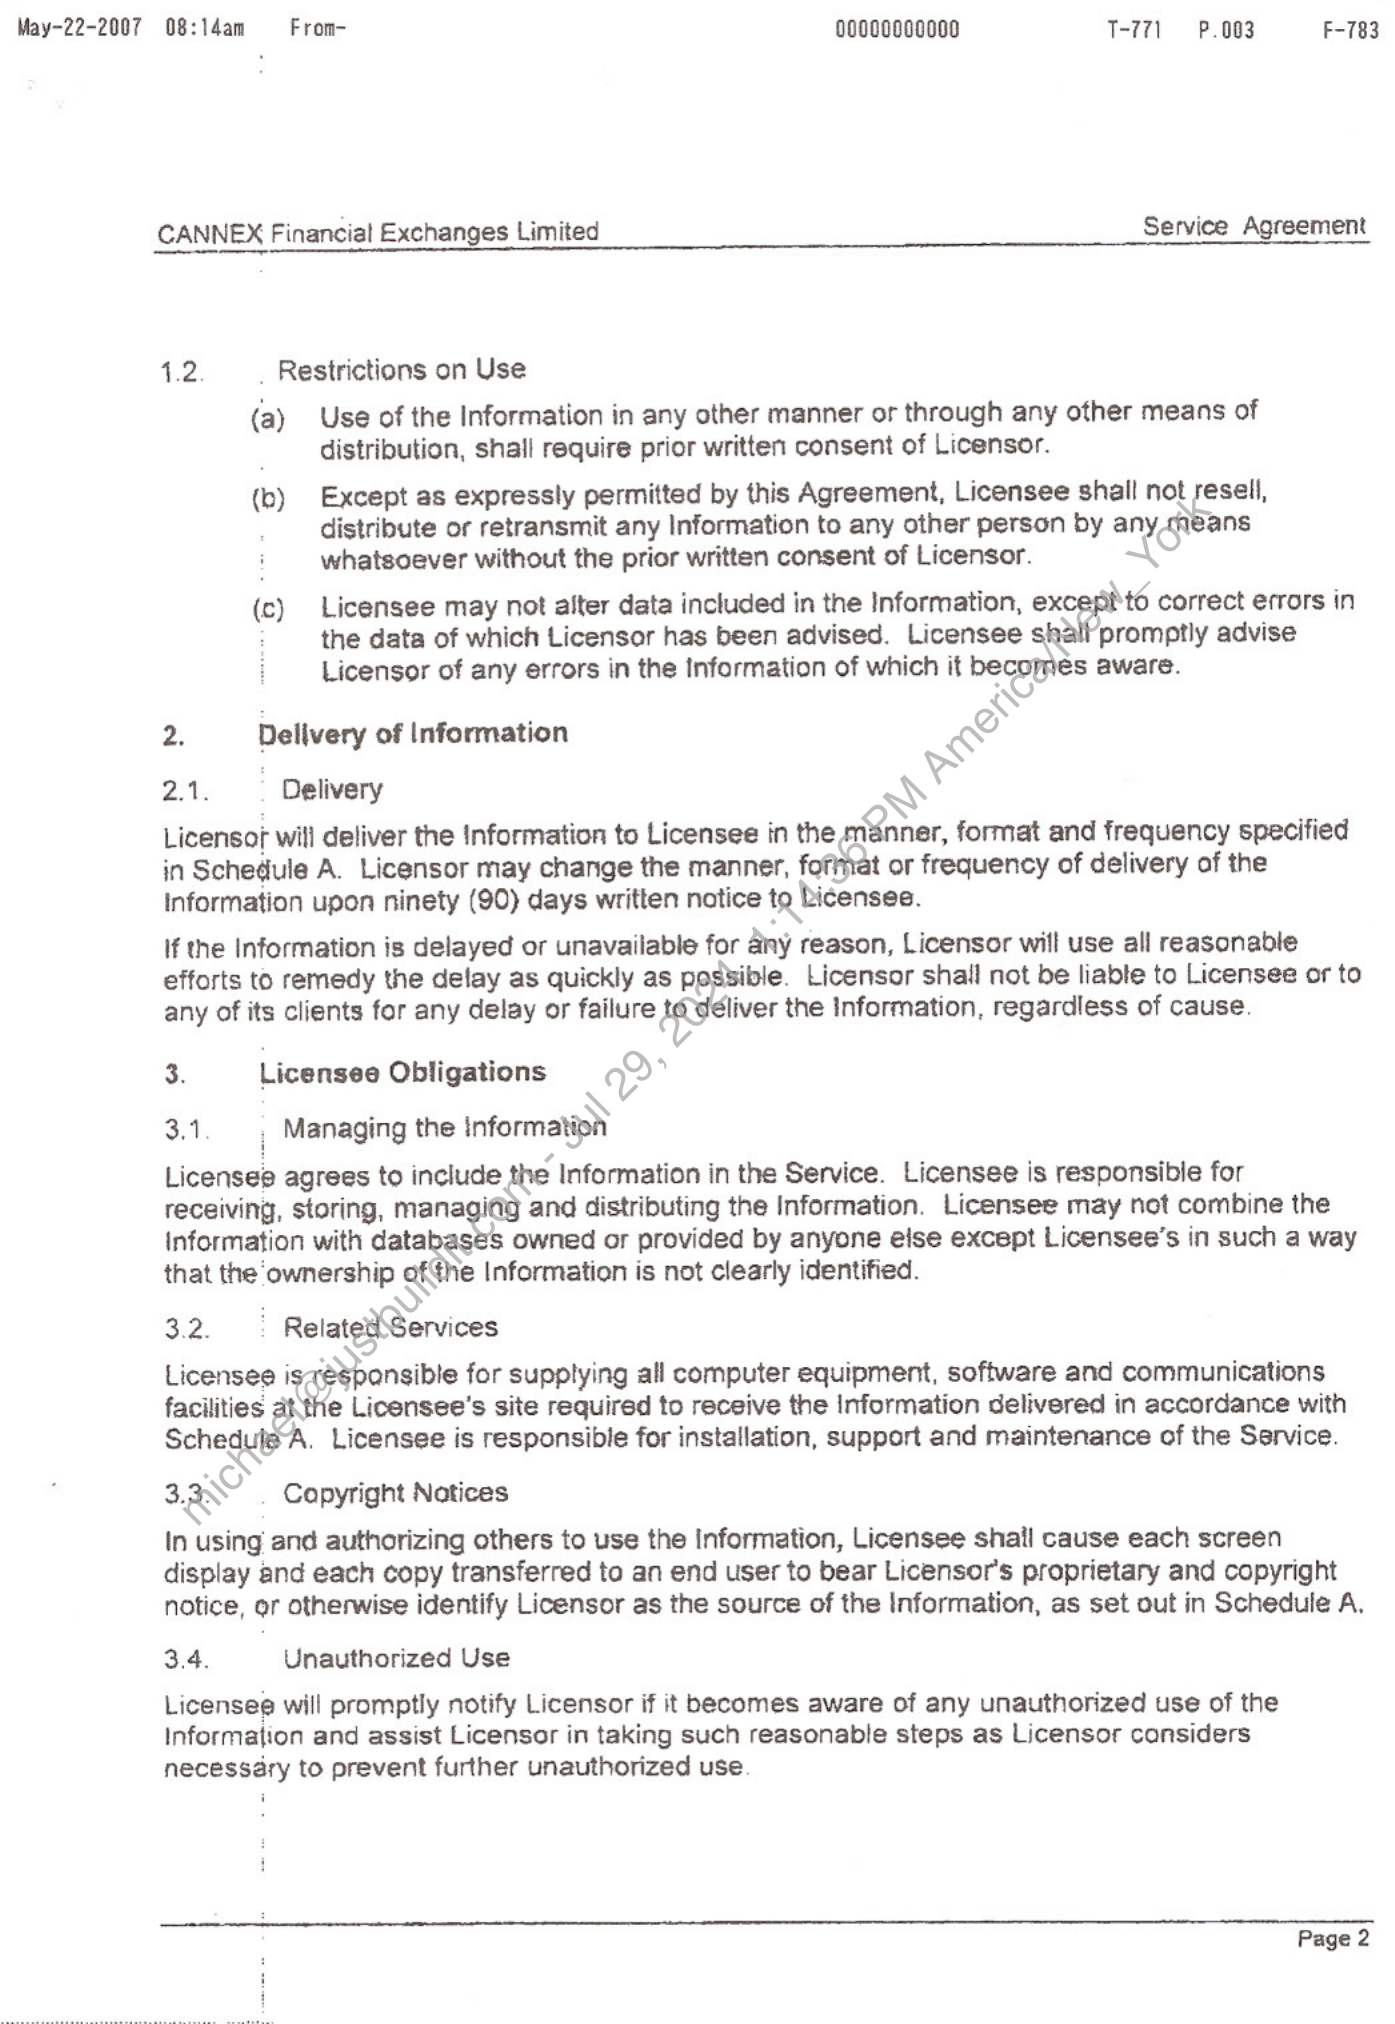 May-22-2007 08:14am From- 00000000000 T-771 P.003 F-783
CANNEX Financial Exchanges Limited Service Agreement
1.2. Restrictions on Use
(a) Use of the Information in any other manner or through any other means of
distribution, shall require prior written consent of Licensor.
(b) Except as expressly permitted by this Agreement, Licensee shall not resell,
distribute or retransmit any Information to any other person by any means
whatsoever without the prior written consent of Licensor.
(c) Licensee may not alter data included in the Information, except to correct errors in
the data of which Licensor has been advised. Licensee shall promptly advise
Licensor of any errors in the Information of which it becomes aware.
2. Delivery of Information
2.1. Delivery
Licensor will deliver the Information to Licensee in the manner, format and frequency specified
in Schedule A. Licensor may change the manner, format or frequency of delivery of the
Information upon ninety (90) days written notice to Licensee.
If the Information is delayed or unavailable for any reason, Licensor will use all reasonable
efforts to remedy the delay as quickly as possible. Licensor shall not be liable to Licensee or to
any of its clients for any delay or failure to deliver the Information, regardless of cause.
3. Licensee Obligations
3.1. Managing the Information
Licensee agrees to include the Information in the Service. Licensee is responsible for
receiving, storing, managing and distributing the Information. Licensee may not combine the
Information with databases owned or provided by anyone else except Licensee's in such a way
that the ownership of the Information is not clearly identified.
3.2. Related Services
Licensee is responsible for supplying all computer equipment, software and communications
facilities at the Licensee's site required to receive the Information delivered in accordance with
Schedule A. Licensee is responsible for installation, support and maintenance of the Service.
3.3. Copyright Notices
In using and authorizing others to use the Information, Licensee shall cause each screen
display and each copy transferred to an end user to bear Licensor's proprietary and copyright
notice, or otherwise identify Licensor as the source of the Information, as set out in Schedule A.
3.4. Unauthorized Use
Licensee will promptly notify Licensor if it becomes aware of any unauthorized use of the
Information and assist Licensor in taking such reasonable steps as Licensor considers
necessary to prevent further unauthorized use.
Page 2
michael@justbuildit.com - Jul 29, 2024, 1:14:36 PM America/New_York